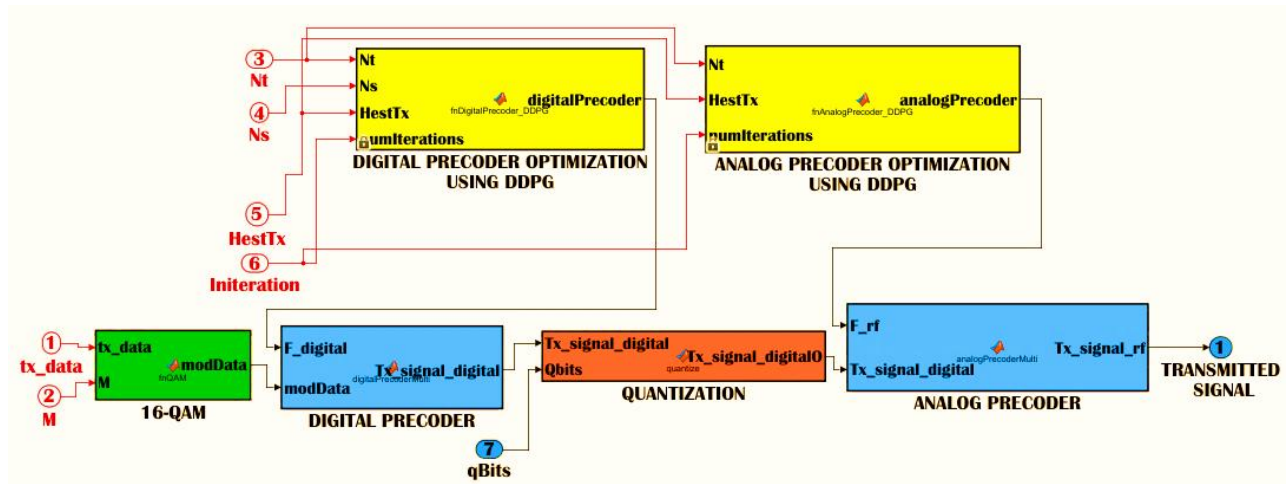 3
Nt
4
Ns
5
HestTx
6
Initeration
Nt
Ns
HestTx
numIterations
digitalPrecoder
fnDigitalPrecoder_DDPG
DIGITAL PRECODER OPTIMIZATION
USING DDPG
Nt
HestTx
numIterations
analogPrecoder
fnAnalogPrecoder_DDPG
ANALOG PRECODER OPTIMIZATION
USING DDPG
1
tx_data
2
M
tx_data
M
modData
fnQAM
16-QAM
F_digital
modData
Tx_signal_digital
digitalPrecoderMulti
DIGITAL PRECODER
7
qBits
Tx_signal_digital
Qbits
Tx_signal_digitalO
quantize
QUANTIZATION
F_rf
Tx_signal_digital
analogPrecoderMulti
Tx_signal_rf
ANALOG PRECODER
1
TRANSMITTED
SIGNAL